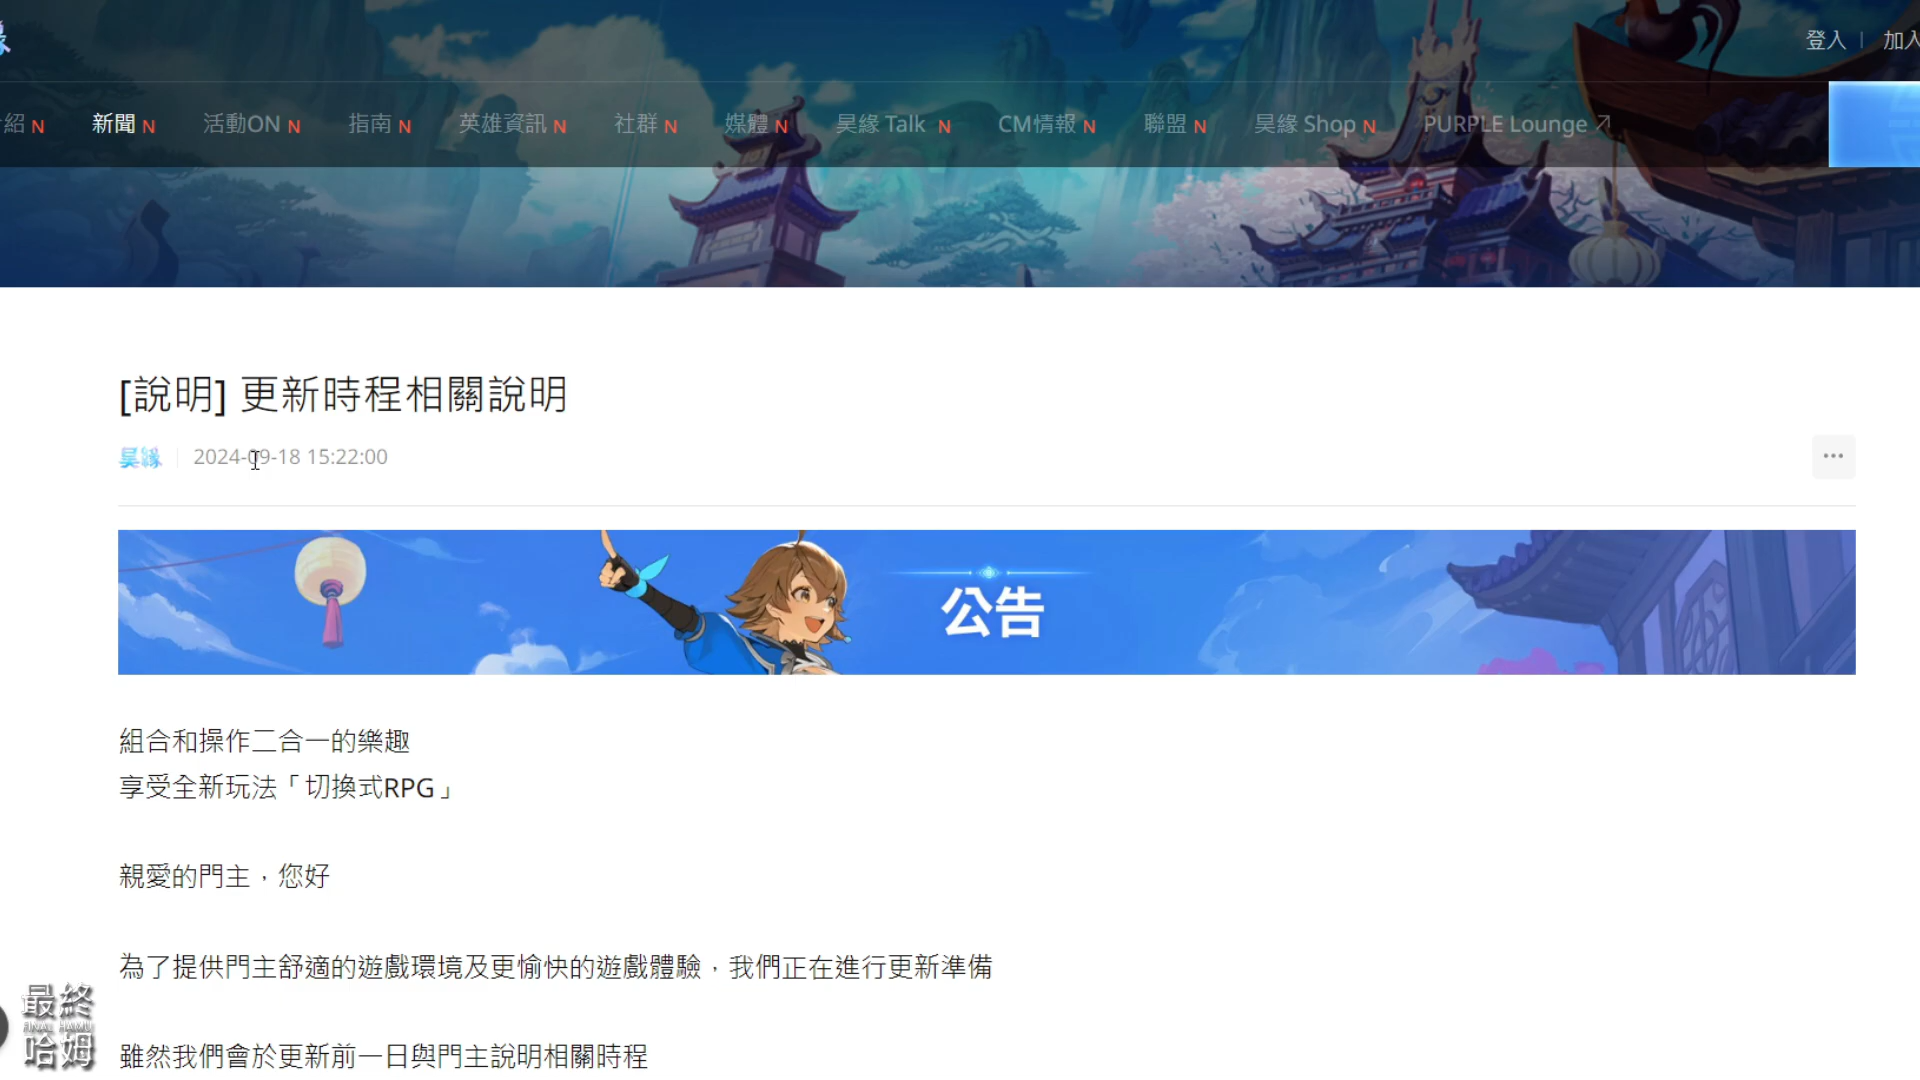 緣
登入
加入
紹 N
新聞 N
活動ON N
指南 N
英雄資訊 N
社群 N
媒體 N
昊緣 Talk N
CM情報 N
聯盟 N
昊緣 Shop N
PURPLE Lounge
[說明] 更新時程相關說明
昊緣
2024-09-18 15:22:00
公告
組合和操作二合一的樂趣
享受全新玩法「切換式RPG」
親愛的門主，您好
為了提供門主舒適的遊戲環境及更愉快的遊戲體驗，我們正在進行更新準備
雖然我們會於更新前一日與門主說明相關時程
最終
FINAL HAMU
哈姆